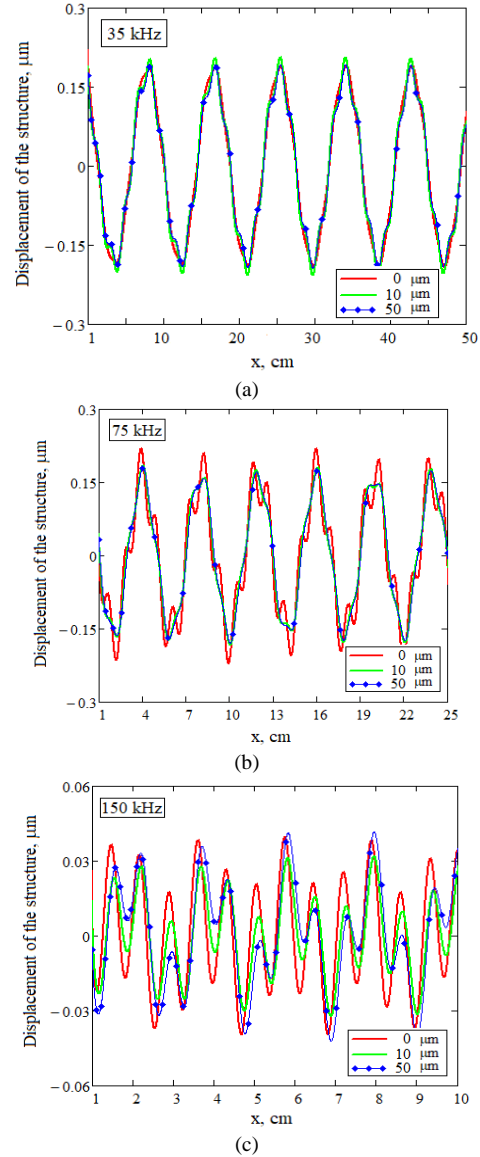 0.3
35 kHz
0.15
0
−0.15
−0.3
Displacement of the structure, µm
0 µm
10 µm
50 µm
1 10 20 30 40 50
x, cm
(a)
0.3
75 kHz
0.15
0
−0.15
−0.3
Displacement of the structure, µm
0 µm
10 µm
50 µm
1 4 7 10 13 16 19 22 25
x, cm
(b)
0.06
150 kHz
0.03
0
−0.03
−0.06
Displacement of the structure, µm
0 µm
10 µm
50 µm
1 2 3 4 5 6 7 8 9 10
x, cm
(c)